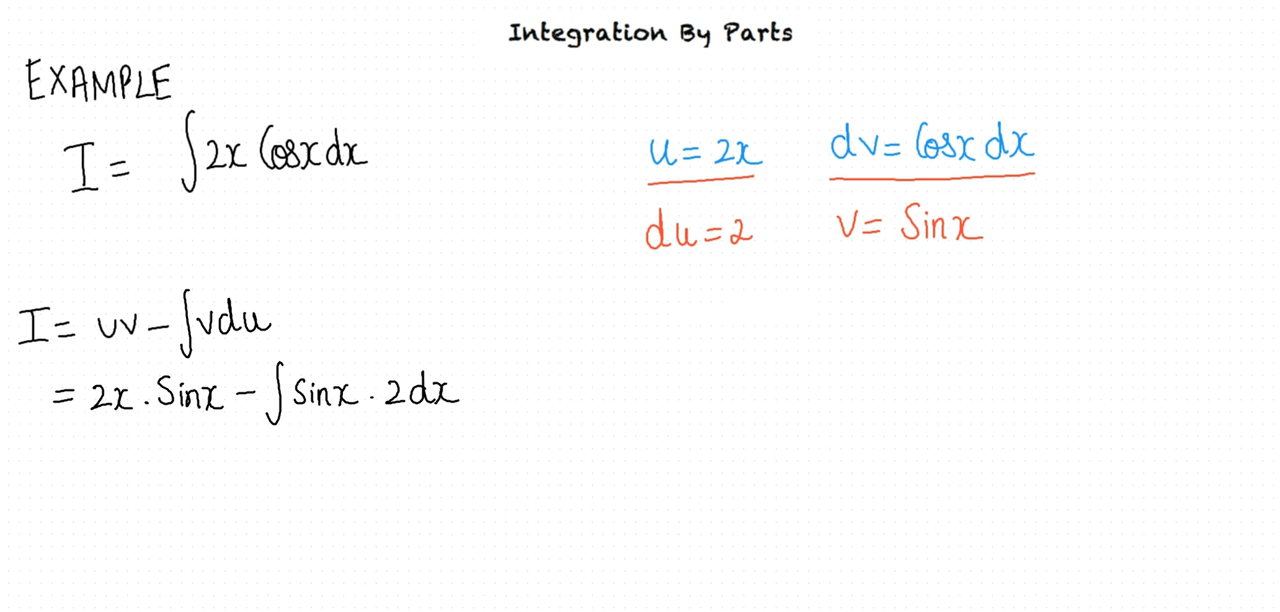 Integration By Parts
EXAMPLE
I = ∫2x Cosx dx
u = 2x
dv = Cosx dx
du = 2
v = Sinx
I = uv − ∫vdu
= 2x . Sinx − ∫ Sinx . 2dx